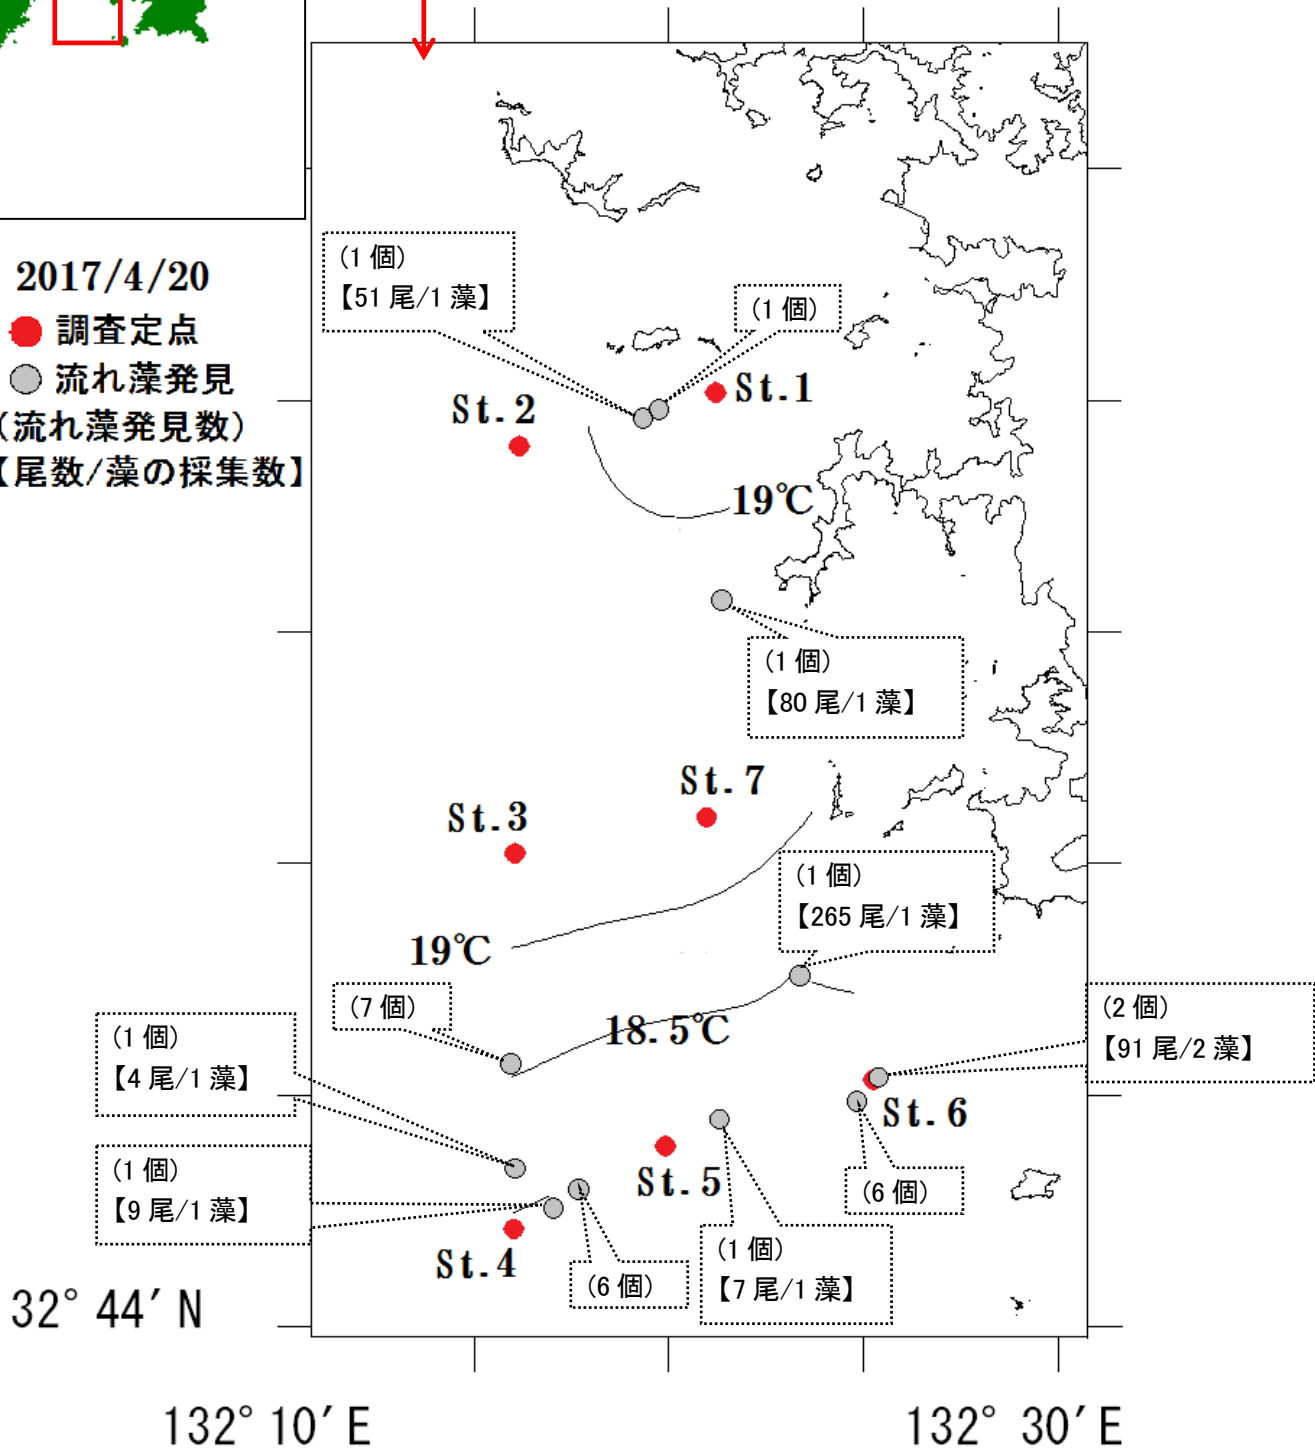 2017/4/20
調査定点
流れ藻発見
(流れ藻発見数)
【尾数/藻の採集数】
(1個)
【51尾/1藻】
(1個)
St.1
St.2
19℃
(1個)
【80尾/1藻】
St.7
St.3
(1個)
【265尾/1藻】
19℃
(7個)
18.5℃
(2個)
【91尾/2藻】
(1個)
【4尾/1藻】
St.6
(1個)
【9尾/1藻】
St.5
(6個)
St.4
(6個)
(1個)
【7尾/1藻】
32°44′N
132°10′E
132°30′E